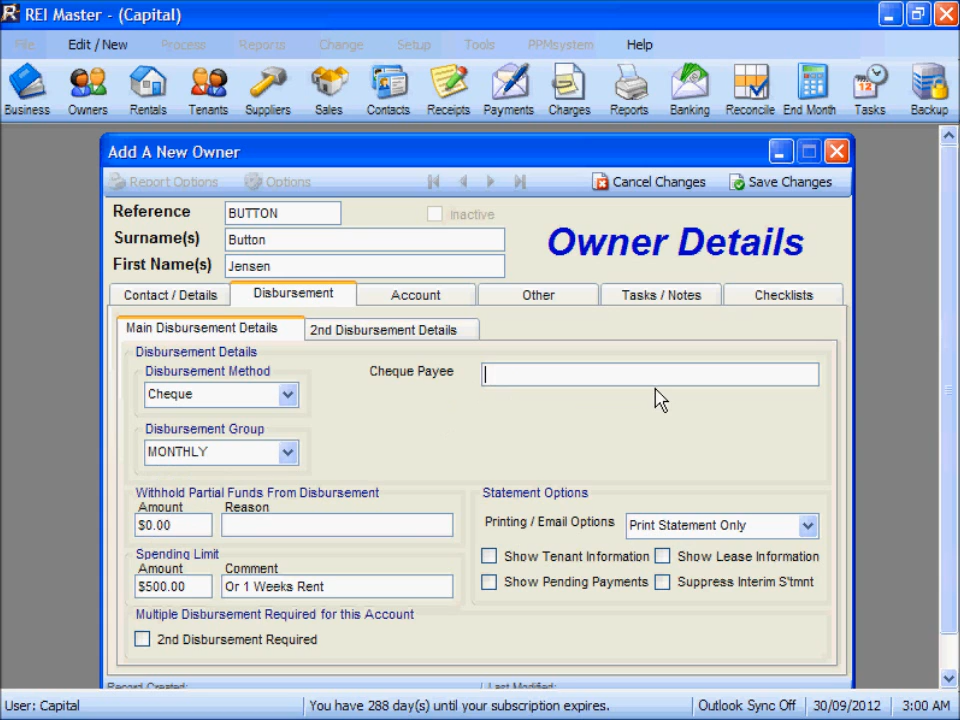 REI Master - (Capital)
File Edit / New Process Reports Change Setup Tools PPMsystem Help
Business Owners Rentals Tenants Suppliers Sales Contacts Receipts Payments Charges Reports Banking Reconcile End Month Tasks Backup
Add A New Owner
Report Options Options Cancel Changes Save Changes
Reference BUTTON Inactive
Surname(s) Button
First Name(s) Jensen
Owner Details
Contact / Details Disbursement Account Other Tasks / Notes Checklists
Main Disbursement Details 2nd Disbursement Details
Disbursement Details
Disbursement Method Cheque Payee
Cheque
Disbursement Group
MONTHLY
Withhold Partial Funds From Disbursement Statement Options
Amount Reason
$0.00 Printing / Email Options Print Statement Only
Spending Limit Show Tenant Information Show Lease Information
Amount Comment
$500.00 Or 1 Weeks Rent Show Pending Payments Suppress Interim S'tmnt
Multiple Disbursement Required for this Account
2nd Disbursement Required
Record Created: Last Modified:
User: Capital You have 288 day(s) until your subscription expires. Outlook Sync Off 30/09/2012 3:00 AM